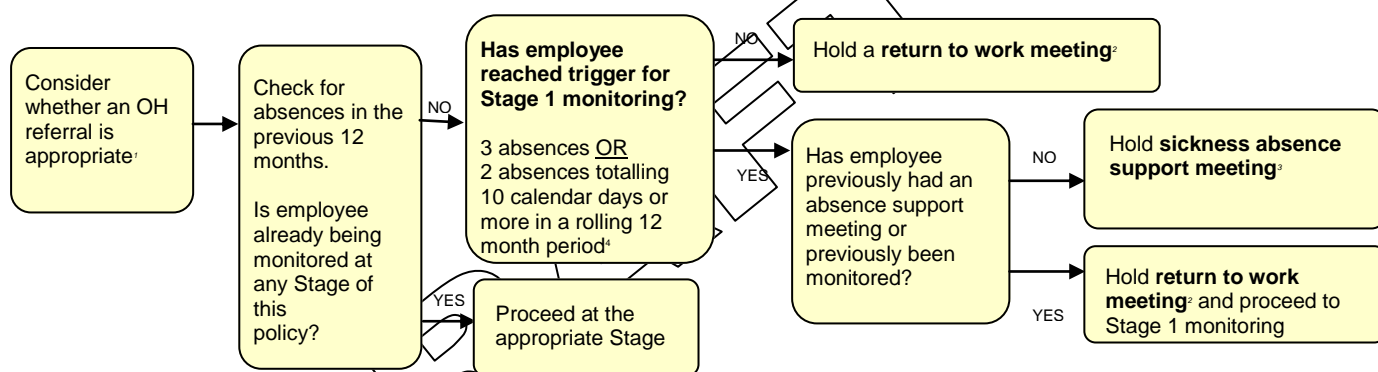 Consider
whether an OH
referral is
appropriate¹
Check for
absences in the
previous 12
months.
Is employee
already being
monitored at
any Stage of
this
policy?
NO
YES
Has employee
reached trigger for
Stage 1 monitoring?
3 absences OR
2 absences totalling
10 calendar days or
more in a rolling 12
month period⁴
Proceed at the
appropriate Stage
NO
YES
Hold a return to work meeting²
Has employee
previously had an
absence support
meeting or
previously been
monitored?
NO
YES
Hold sickness absence
support meeting³
Hold return to work
meeting² and proceed to
Stage 1 monitoring